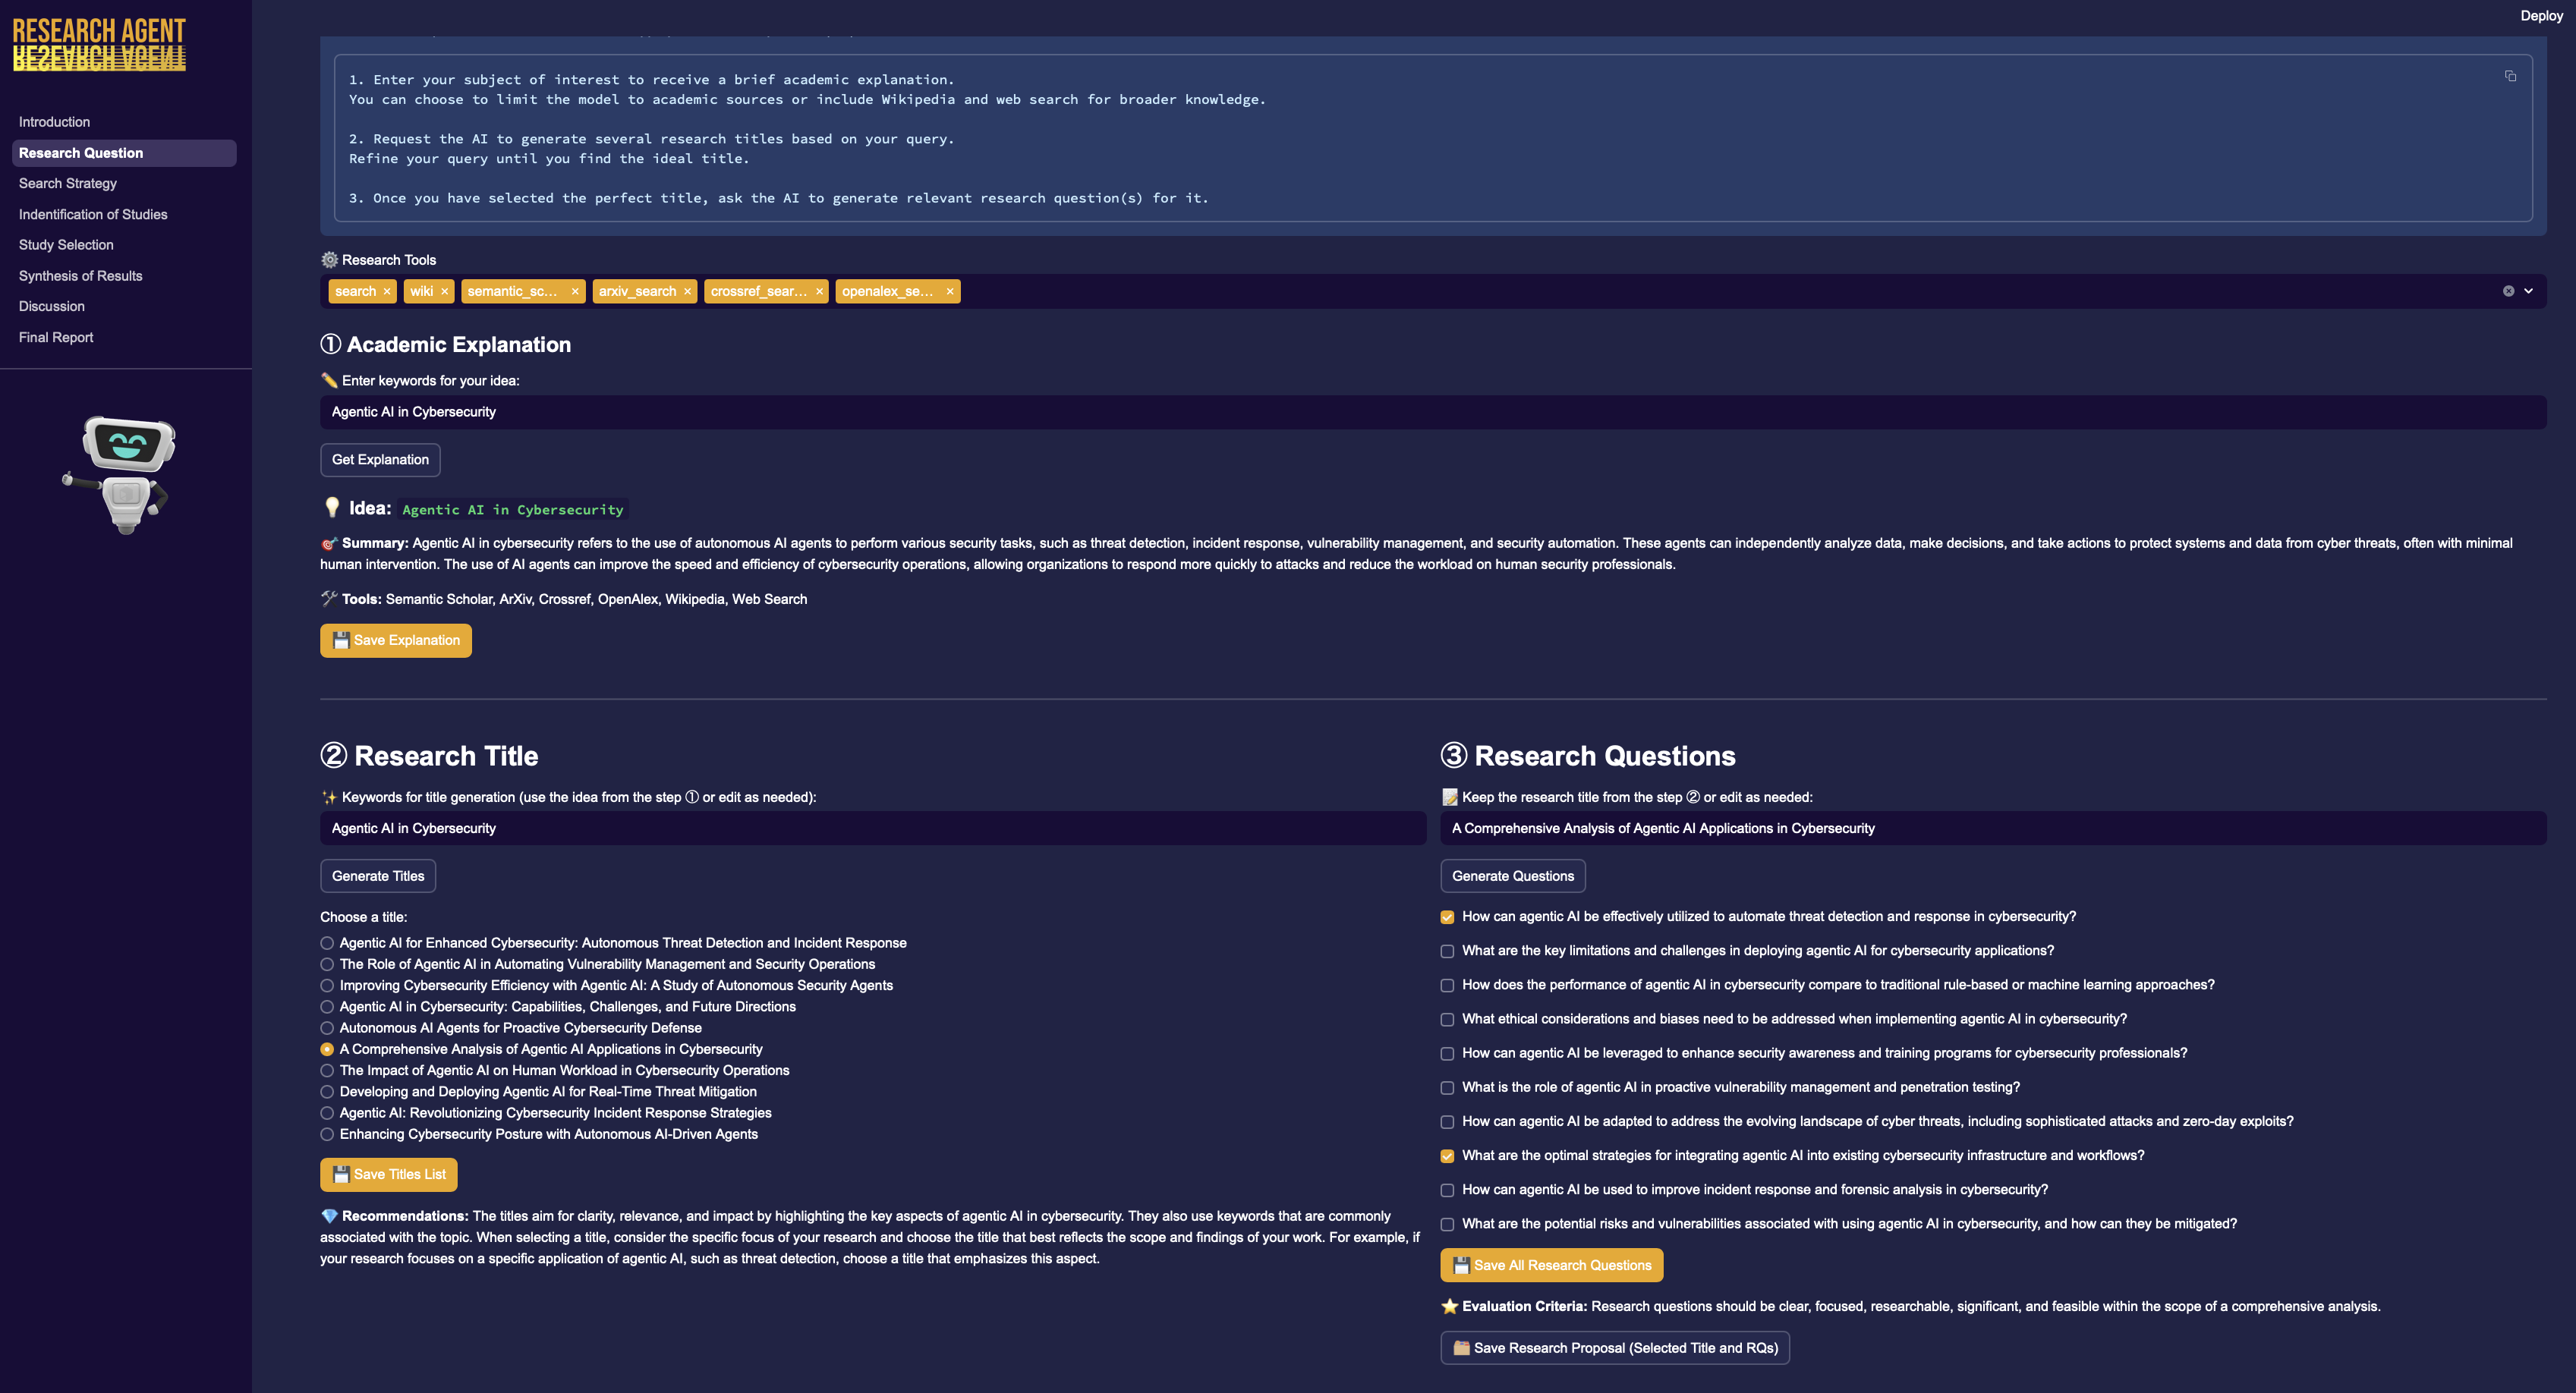 RESEARCH AGENT
Deploy
Introduction
Research Question
Search Strategy
Indentification of Studies
Study Selection
Synthesis of Results
Discussion
Final Report
1. Enter your subject of interest to receive a brief academic explanation.
You can choose to limit the model to academic sources or include Wikipedia and web search for broader knowledge.
2. Request the AI to generate several research titles based on your query.
Refine your query until you find the ideal title.
3. Once you have selected the perfect title, ask the AI to generate relevant research question(s) for it.
Research Tools
search × wiki × semantic_sc... × arxiv_search × crossref_sear... × openalex_se... ×
① Academic Explanation
Enter keywords for your idea:
Agentic AI in Cybersecurity
Get Explanation
Idea: Agentic AI in Cybersecurity
Summary: Agentic AI in cybersecurity refers to the use of autonomous AI agents to perform various security tasks, such as threat detection, incident response, vulnerability management, and security automation. These agents can independently analyze data, make decisions, and take actions to protect systems and data from cyber threats, often with minimal
human intervention. The use of AI agents can improve the speed and efficiency of cybersecurity operations, allowing organizations to respond more quickly to attacks and reduce the workload on human security professionals.
Tools: Semantic Scholar, ArXiv, Crossref, OpenAlex, Wikipedia, Web Search
Save Explanation
② Research Title
Keywords for title generation (use the idea from the step ① or edit as needed):
Agentic AI in Cybersecurity
Generate Titles
Choose a title:
Agentic AI for Enhanced Cybersecurity: Autonomous Threat Detection and Incident Response
The Role of Agentic AI in Automating Vulnerability Management and Security Operations
Improving Cybersecurity Efficiency with Agentic AI: A Study of Autonomous Security Agents
Agentic AI in Cybersecurity: Capabilities, Challenges, and Future Directions
Autonomous AI Agents for Proactive Cybersecurity Defense
A Comprehensive Analysis of Agentic AI Applications in Cybersecurity
The Impact of Agentic AI on Human Workload in Cybersecurity Operations
Developing and Deploying Agentic AI for Real-Time Threat Mitigation
Agentic AI: Revolutionizing Cybersecurity Incident Response Strategies
Enhancing Cybersecurity Posture with Autonomous AI-Driven Agents
Save Titles List
Recommendations: The titles aim for clarity, relevance, and impact by highlighting the key aspects of agentic AI in cybersecurity. They also use keywords that are commonly
associated with the topic. When selecting a title, consider the specific focus of your research and choose the title that best reflects the scope and findings of your work. For example, if
your research focuses on a specific application of agentic AI, such as threat detection, choose a title that emphasizes this aspect.
③ Research Questions
Keep the research title from the step ② or edit as needed:
A Comprehensive Analysis of Agentic AI Applications in Cybersecurity
Generate Questions
How can agentic AI be effectively utilized to automate threat detection and response in cybersecurity?
What are the key limitations and challenges in deploying agentic AI for cybersecurity applications?
How does the performance of agentic AI in cybersecurity compare to traditional rule-based or machine learning approaches?
What ethical considerations and biases need to be addressed when implementing agentic AI in cybersecurity?
How can agentic AI be leveraged to enhance security awareness and training programs for cybersecurity professionals?
What is the role of agentic AI in proactive vulnerability management and penetration testing?
How can agentic AI be adapted to address the evolving landscape of cyber threats, including sophisticated attacks and zero-day exploits?
What are the optimal strategies for integrating agentic AI into existing cybersecurity infrastructure and workflows?
How can agentic AI be used to improve incident response and forensic analysis in cybersecurity?
What are the potential risks and vulnerabilities associated with using agentic AI in cybersecurity, and how can they be mitigated?
Save All Research Questions
Evaluation Criteria: Research questions should be clear, focused, researchable, significant, and feasible within the scope of a comprehensive analysis.
Save Research Proposal (Selected Title and RQs)